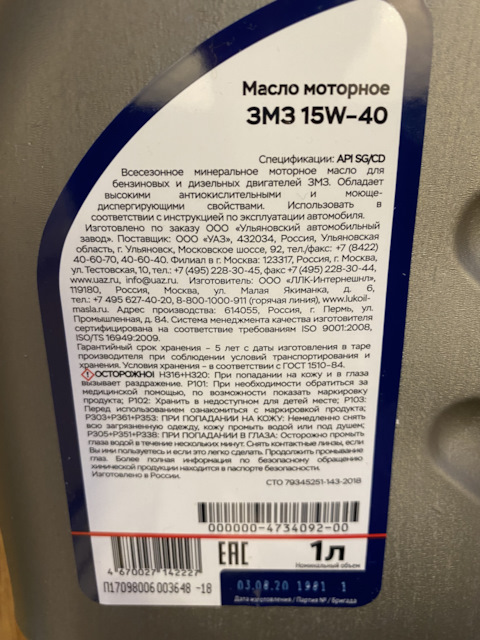 Масло моторное
ЗМЗ 15W-40
Спецификации: API SG/CD
Всесезонное минеральное моторное масло для
бензиновых и дизельных двигателей ЗМЗ. Обладает
высокими антиокислительными и моюще-
диспергирующими свойствами. Использовать в
соответствии с инструкцией по эксплуатации автомобиля.
Изготовлено по заказу ООО «Ульяновский автомобильный
завод». Поставщик: ООО «УАЗ», 432034, Россия, Ульяновская
область, г. Ульяновск, Московское шоссе, 92, тел./факс: +7 (8422)
40-60-70, 40-61-40. Филиал в г. Москва: 123317, Россия, г. Москва,
ул. Тестовская, 10, тел.: +7 (495) 228-30-45, факс: +7 (495) 228-30-44,
www.uaz.ru, info@uaz.ru. Изготовитель: ООО «ЛЛК-Интернешнл»,
119180, Россия, Москва, ул. Малая Якиманка, д. 6,
тел.: +7 495 627-40-20, 8-800-1000-911 (горячая линия), www.lukoil-
masla.ru. Адрес производства: 614055, Россия, г. Пермь, ул.
Промышленная, д. 84. Система менеджмента качества изготовителя
сертифицирована на соответствие требованиям ISO 9001:2008,
ISO/TS 16949:2009.
Гарантийный срок хранения - 5 лет с даты изготовления в таре
производителя при соблюдении условий транспортирования и
хранения. Условия хранения - в соответствии с ГОСТ 1510-84.
ОСТОРОЖНО! H316+H320: При попадании на кожу и в глаза
вызывает раздражение. P101: При необходимости обратиться за
медицинской помощью, по возможности показать маркировку
продукта; P102: Хранить в недоступном для детей месте; P103:
Перед использованием ознакомиться с маркировкой продукта;
P303+P361+P353: ПРИ ПОПАДАНИИ НА КОЖУ: Немедленно снять
всю загрязненную одежду, кожу промыть водой или под душем;
P305+P351+P338: ПРИ ПОПАДАНИИ В ГЛАЗА: Осторожно промыть
глаза водой в течение нескольких минут. Снять контактные линзы, если
Вы ими пользуетесь и если это легко сделать. Продолжить промывание
глаз. Более полная информация по безопасному обращению
химической продукции находится в паспорте безопасности.
Изготовлено в России.
СТО 79345251-143-2018
000000-4734092-00
EAC
1л
Номинальный объем
4 670027 142227
П17098006 003648 -18
03.08.20 1981 1
Дата изготовления / Партия № / Бригада